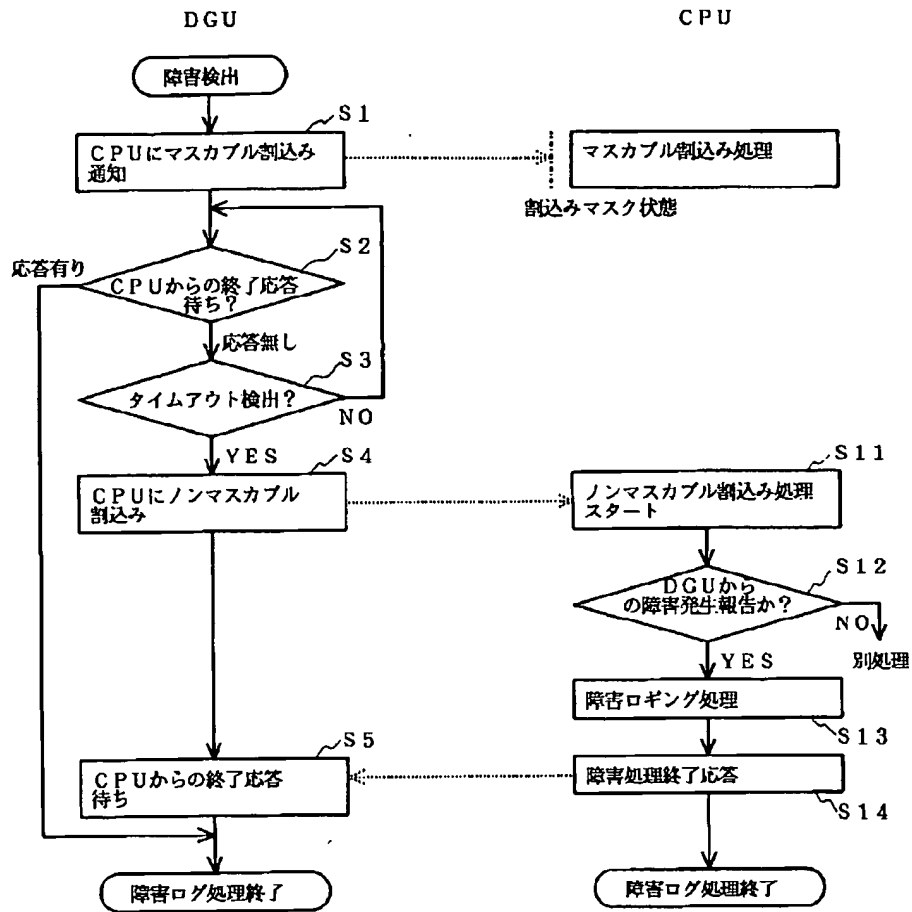 DGU
CPU
障害検出
S1
CPUにマスカブル割込み
通知
マスカブル割込み処理
割込みマスク状態
S2
応答有り
CPUからの終了応答
待ち？
応答無し
S3
タイムアウト検出？
NO
YES
S4
CPUにノンマスカブル
割込み
S11
ノンマスカブル割込み処理
スタート
S12
DGUから
の障害発生報告か？
NO
別処理
YES
障害ロギング処理
S13
S5
CPUからの終了応答
待ち
障害処理終了応答
S14
障害ログ処理終了
障害ログ処理終了